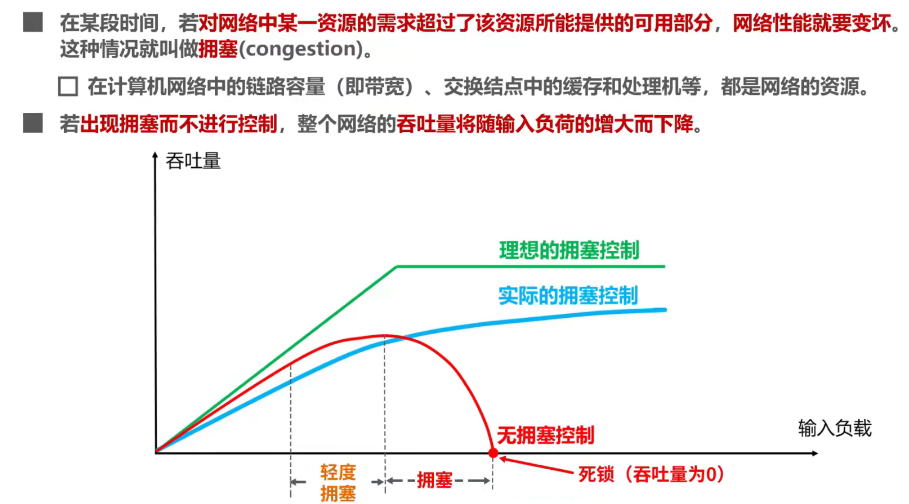 在某段时间，若对网络中某一资源的需求超过了该资源所能提供的可用部分，网络性能就要变坏。
这种情况就叫做拥塞(congestion)。
在计算机网络中的链路容量（即带宽）、交换结点中的缓存和处理机等，都是网络的资源。
若出现拥塞而不进行控制，整个网络的吞吐量将随输入负荷的增大而下降。
吞吐量
理想的拥塞控制
实际的拥塞控制
无拥塞控制
输入负载
轻度
拥塞
拥塞
死锁（吞吐量为0）